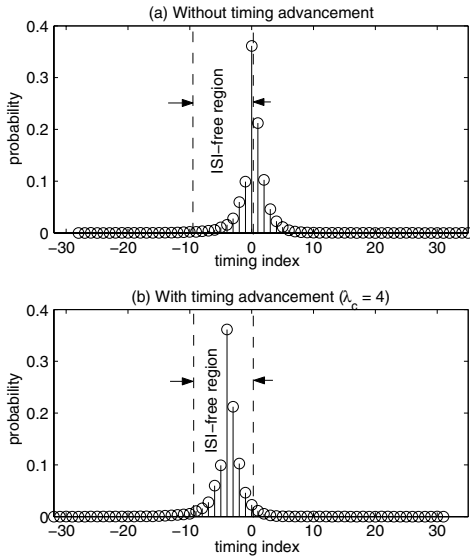 (a) Without timing advancement
0.4
0.3
0.2
0.1
0
probability
ISI−free region
−30 −20 −10 0 10 20 30
timing index
(b) With timing advancement (λc = 4)
0.4
0.3
0.2
0.1
0
probability
ISI−free region
−30 −20 −10 0 10 20 30
timing index